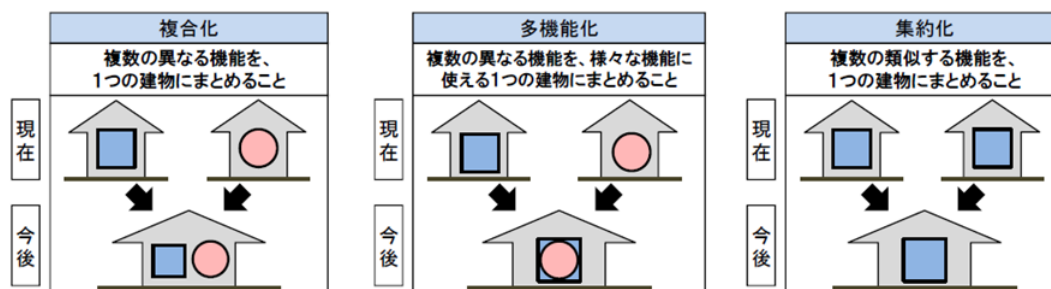 複合化
複数の異なる機能を、
１つの建物にまとめること
現在
今後
多機能化
複数の異なる機能を、様々な機能に
使える１つの建物にまとめること
現在
今後
集約化
複数の類似する機能を、
１つの建物にまとめること
現在
今後